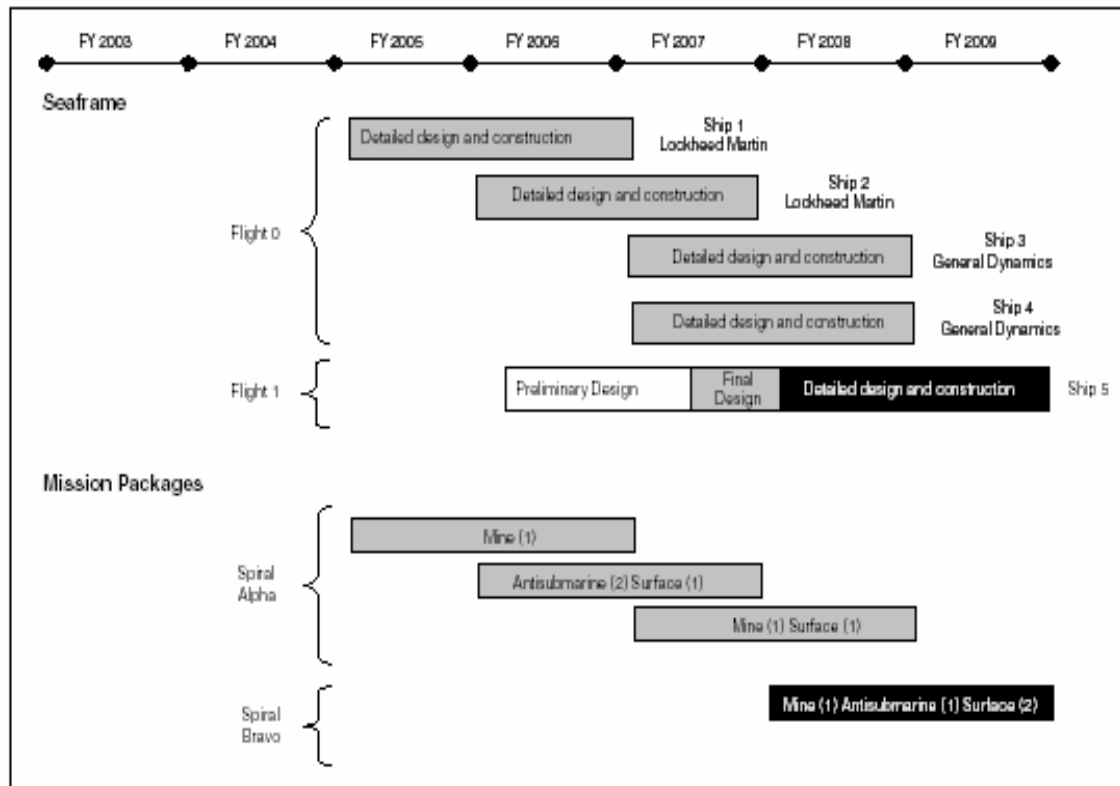 FY 2003 FY 2004 FY 2005 FY 2006 FY 2007 FY 2008 FY 2009
Seaframe
Flight 0
Detailed design and construction
Ship 1
Lockheed Martin
Detailed design and construction
Ship 2
Lockheed Martin
Detailed design and construction
Ship 3
General Dynamics
Detailed design and construction
Ship 4
General Dynamics
Flight 1
Preliminary Design
Final
Design
Detailed design and construction
Ship 5
Mission Packages
Spiral
Alpha
Mine (1)
Antisubmarine (2) Surface (1)
Mine (1) Surface (1)
Spiral
Bravo
Mine (1) Antisubmarine (1) Surface (2)